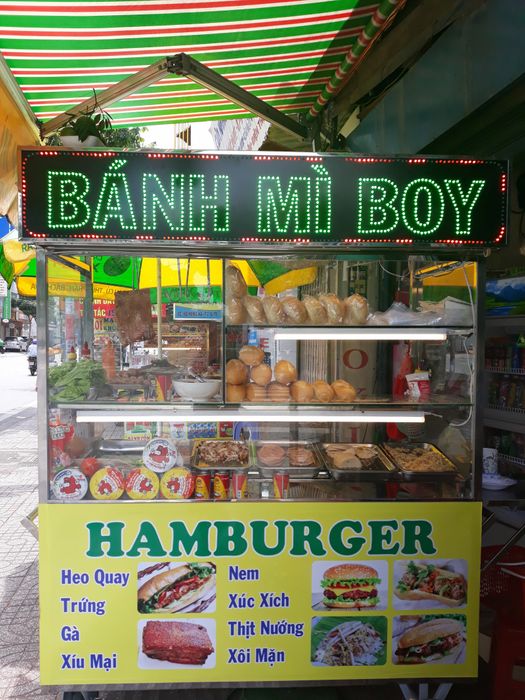 BÁNH MÌ BOY
HAMBURGER
Heo Quay
Trứng
Gà
Xíu Mại
Nem
Xúc Xích
Thịt Nướng
Xôi Mặn